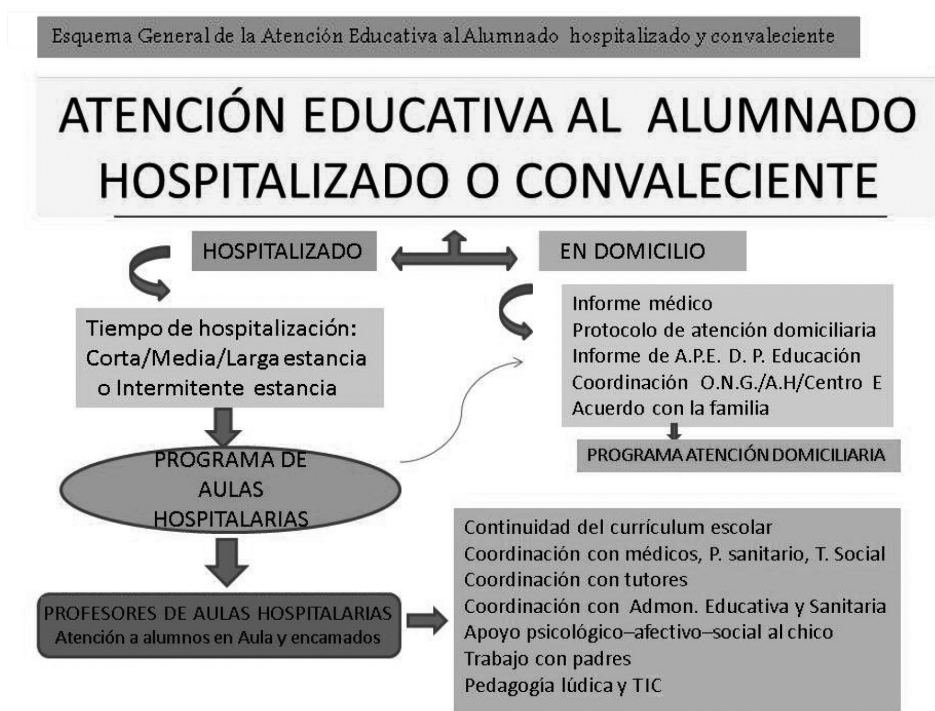 Esquema General de la Atención Educativa al Alumnado hospitalizado y convaleciente
ATENCIÓN EDUCATIVA AL ALUMNADO
HOSPITALIZADO O CONVALECIENTE
HOSPITALIZADO
EN DOMICILIO
Tiempo de hospitalización:
Corta/Media/Larga estancia
o Intermitente estancia
Informe médico
Protocolo de atención domiciliaria
Informe de A.P.E. D. P. Educación
Coordinación O.N.G./A.H/Centro E
Acuerdo con la familia
PROGRAMA ATENCIÓN DOMICILIARIA
PROGRAMA DE
AULAS
HOSPITALARIAS
PROFESORES DE AULAS HOSPITALARIAS
Atención a alumnos en Aula y encamados
Continuidad del currículum escolar
Coordinación con médicos, P. sanitario, T. Social
Coordinación con tutores
Coordinación con Admon. Educativa y Sanitaria
Apoyo psicológico–afectivo–social al chico
Trabajo con padres
Pedagogía lúdica y TIC